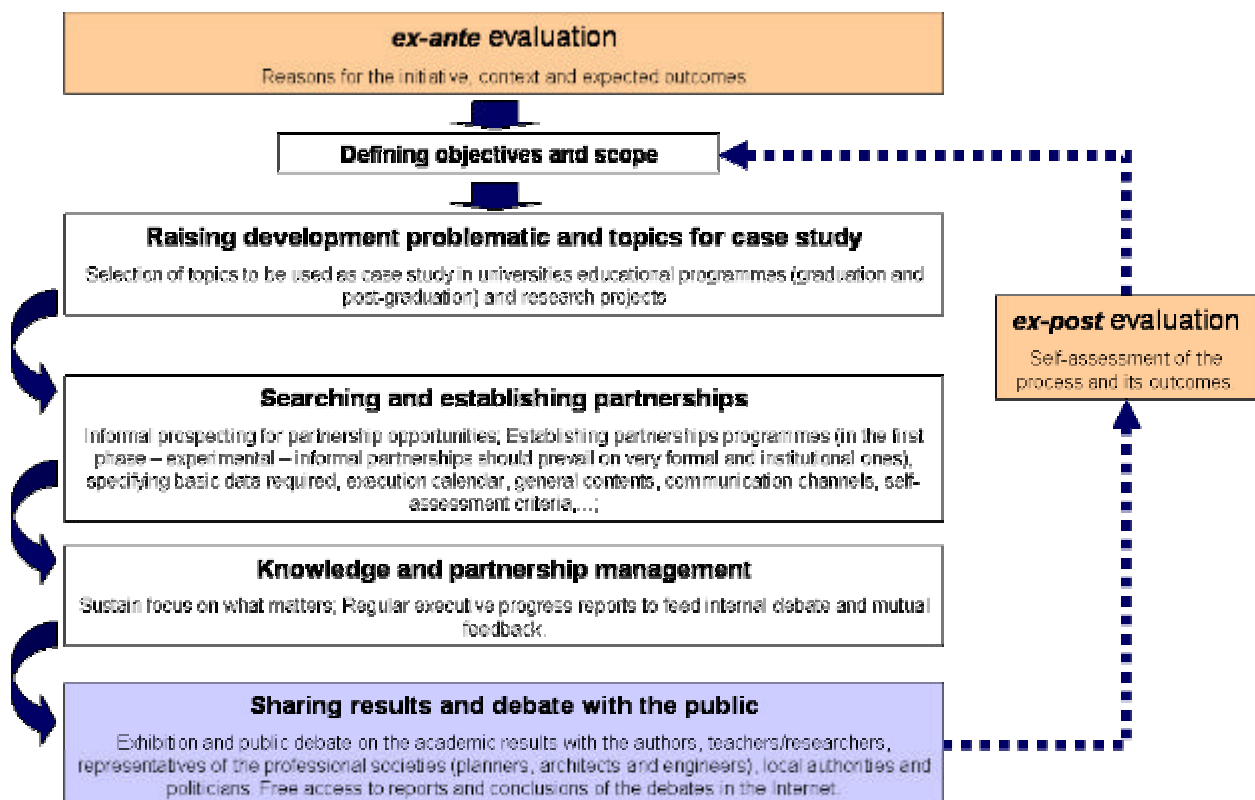 ex-ante evaluation
Reasons for the initiative, context and expected outcomes
Defining objectives and scope
Raising development problematic and topics for case study
Selection of topics to be used as case study in universities educational programmes (graduation and
post-graduation) and research projects
Searching and establishing partnerships
Informal prospecting for partnership opportunities; Establishing partnerships programmes (in the first
phase – experimental – informal partnerships should prevail on very formal and institutional ones),
specifying basic data required, execution calendar, general contents, communication channels, self-
assessment criteria,...;
Knowledge and partnership management
Sustain focus on what matters; Regular executive progress reports to feed internal debate and mutual
feedback.
Sharing results and debate with the public
Exhibition and public debate on the academic results with the authors, teachers/researchers,
representatives of the professional societies (planners, architects and engineers), local authorities and
politicians. Free access to reports and conclusions of the debates in the Internet.
ex-post evaluation
Self-assessment of the
process and its outcomes